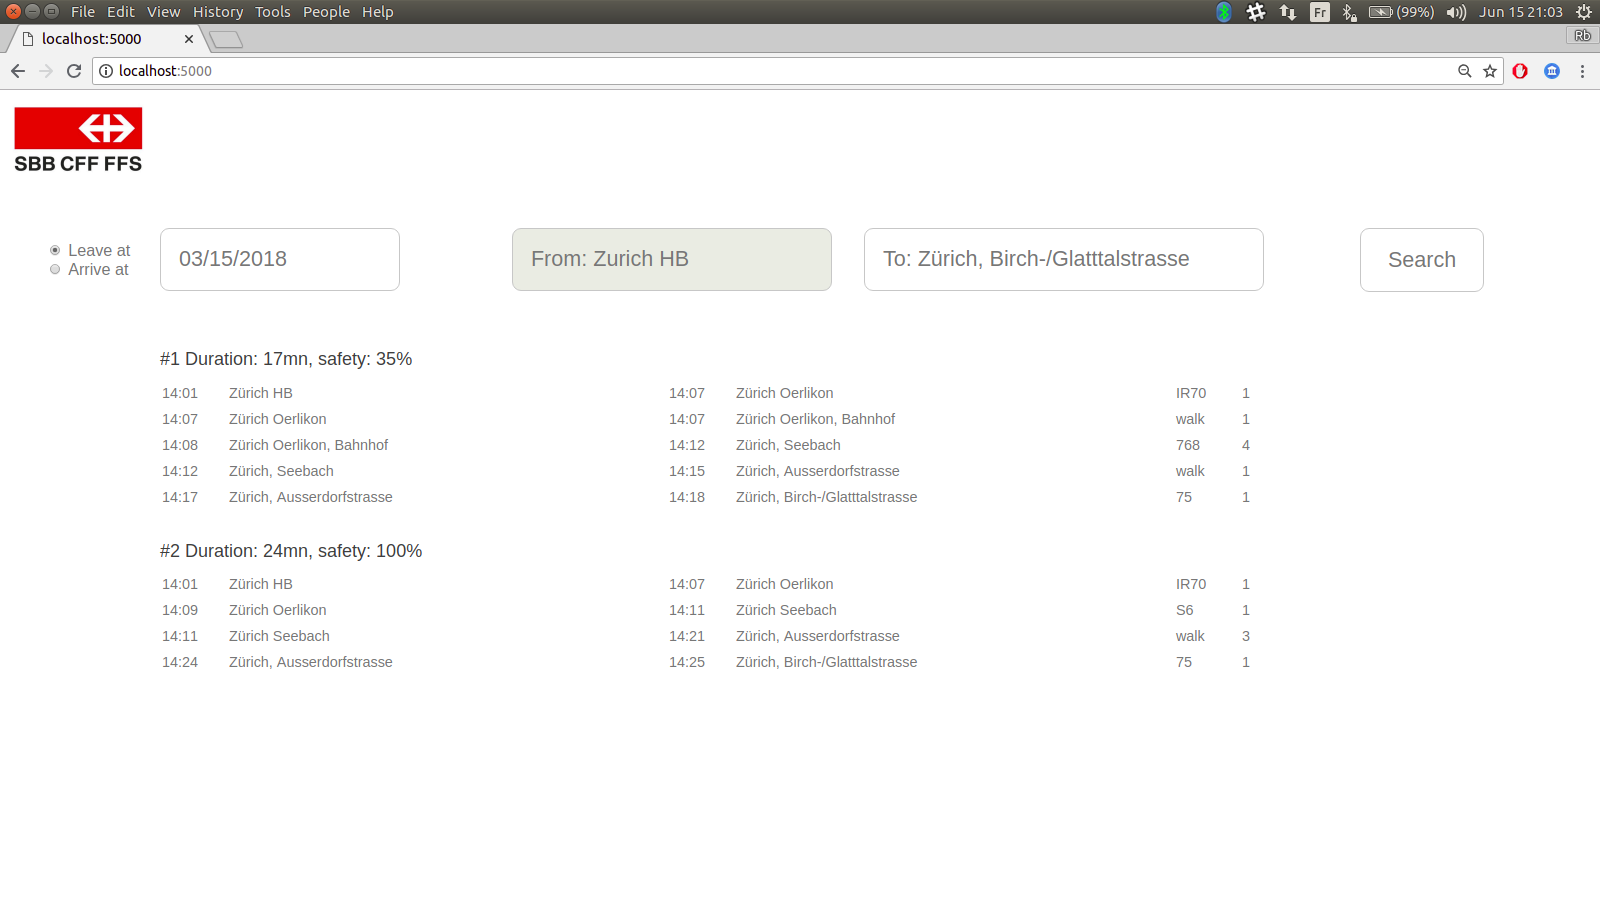 File Edit View History Tools People Help Fr (99%) Jun 15 21:03
localhost:5000 Rb
localhost:5000
SBB CFF FFS
Leave at
Arrive at
03/15/2018
From: Zurich HB
To: Zürich, Birch-/Glatttalstrasse
Search
#1 Duration: 17mn, safety: 35%
14:01 Zürich HB 14:07 Zürich Oerlikon IR70 1
14:07 Zürich Oerlikon 14:07 Zürich Oerlikon, Bahnhof walk 1
14:08 Zürich Oerlikon, Bahnhof 14:12 Zürich, Seebach 768 4
14:12 Zürich, Seebach 14:15 Zürich, Ausserdorfstrasse walk 1
14:17 Zürich, Ausserdorfstrasse 14:18 Zürich, Birch-/Glatttalstrasse 75 1
#2 Duration: 24mn, safety: 100%
14:01 Zürich HB 14:07 Zürich Oerlikon IR70 1
14:09 Zürich Oerlikon 14:11 Zürich Seebach S6 1
14:11 Zürich Seebach 14:21 Zürich, Ausserdorfstrasse walk 3
14:24 Zürich, Ausserdorfstrasse 14:25 Zürich, Birch-/Glatttalstrasse 75 1